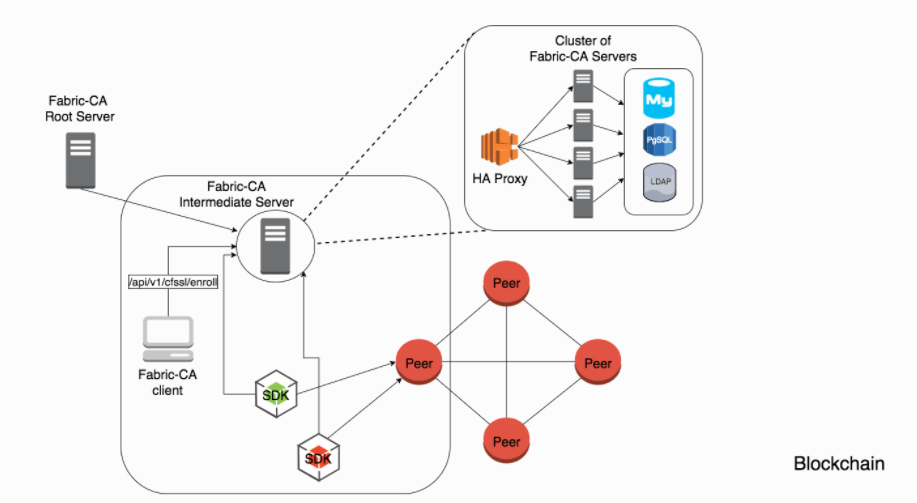 Cluster of
Fabric-CA Servers
My
PgSQL
LDAP
HA Proxy
Fabric-CA
Root Server
Fabric-CA
Intermediate Server
/api/v1/cfssl/enroll
Fabric-CA
client
SDK
SDK
Peer
Peer
Peer
Peer
Blockchain